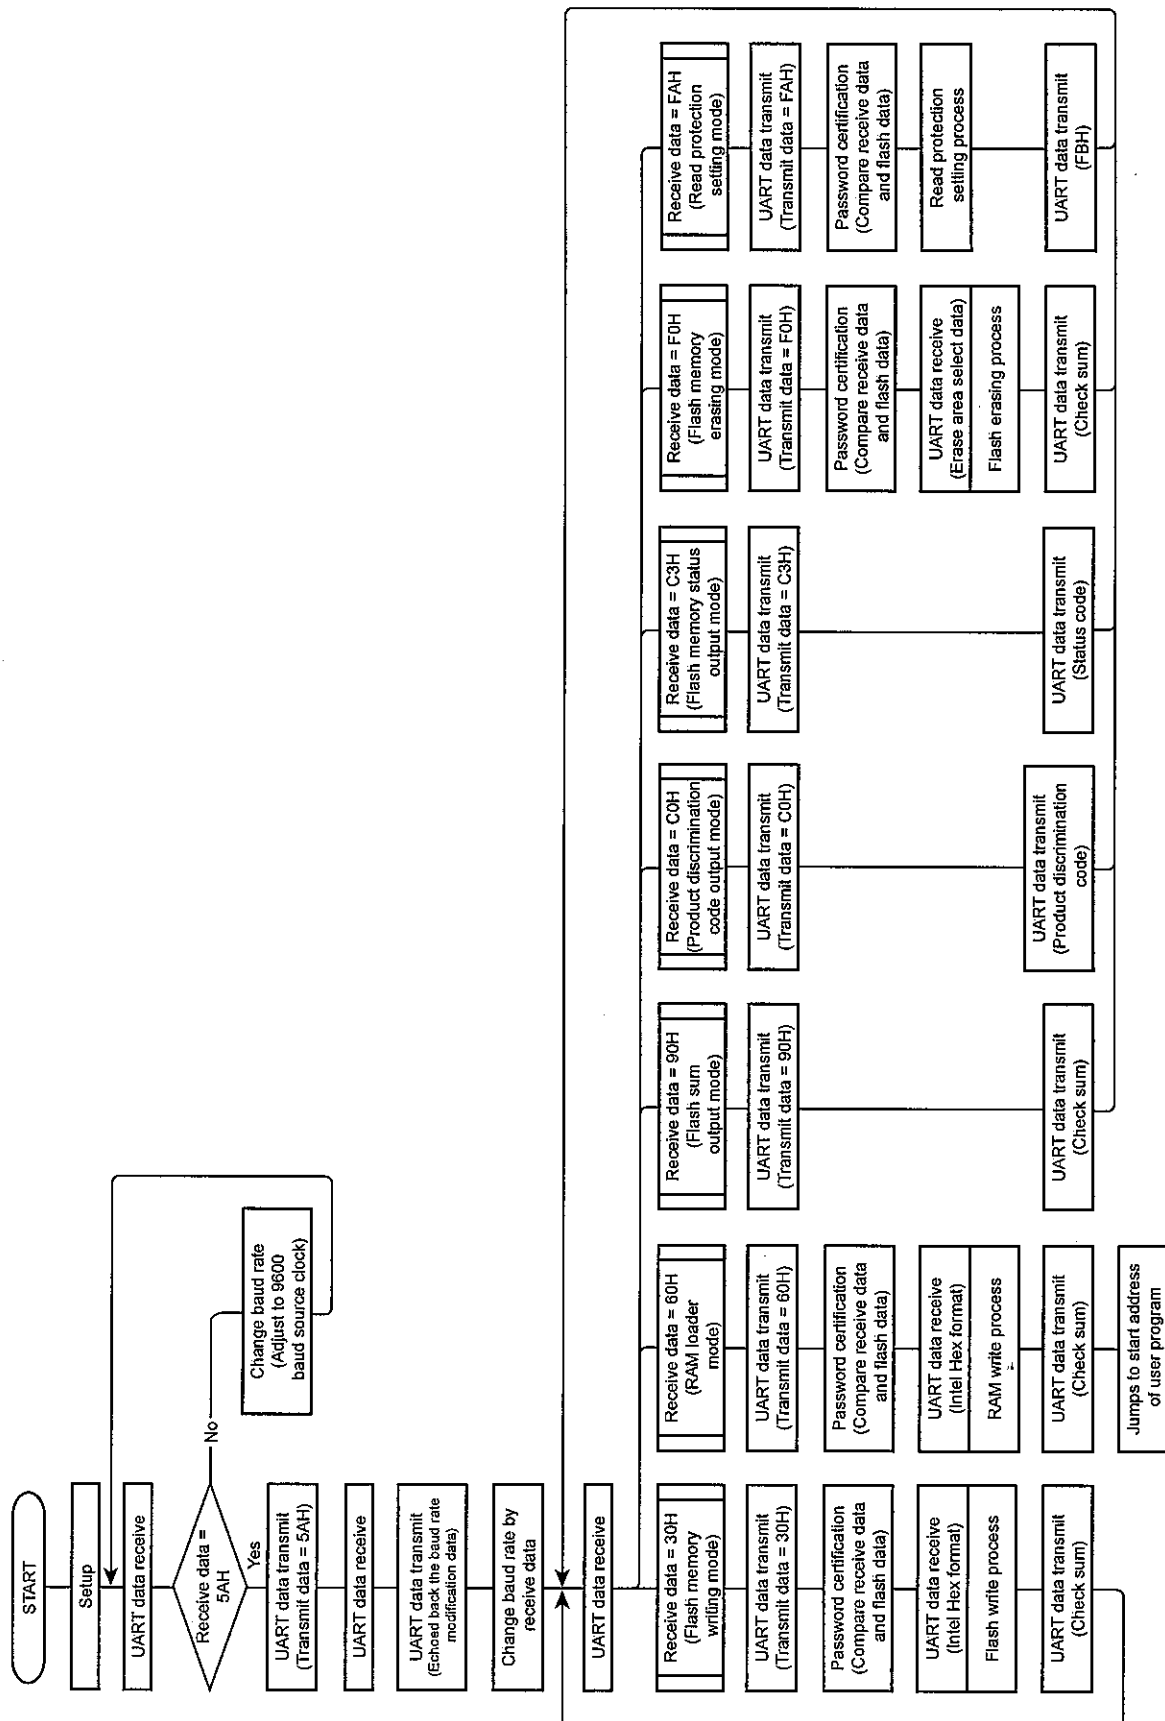 START
Setup
UART data receive
Receive data =
5AH
No
Change baud rate
(Adjust to 9600
baud source clock)
Yes
UART data transmit
(Transmit data = 5AH)
UART data receive
UART data transmit
(Echoed back the baud rate
modification data)
Change baud rate by
receive data
UART data receive
Receive data = 30H
(Flash memory
writing mode)
UART data transmit
(Transmit data = 30H)
Password certification
(Compare receive data
and flash data)
UART data receive
(Intel Hex format)
Flash write process
UART data transmit
(Check sum)
Receive data = 60H
(RAM loader
mode)
UART data transmit
(Transmit data = 60H)
Password certification
(Compare receive data
and flash data)
UART data receive
(Intel Hex format)
RAM write process
UART data transmit
(Check sum)
Jumps to start address
of user program
Receive data = 90H
(Flash sum
output mode)
UART data transmit
(Transmit data = 90H)
UART data transmit
(Check sum)
Receive data = C0H
(Product discrimination
code output mode)
UART data transmit
(Transmit data = C0H)
UART data transmit
(Product discrimination
code)
Receive data = C3H
(Flash memory status
output mode)
UART data transmit
(Transmit data = C3H)
UART data transmit
(Status code)
Receive data = F0H
(Flash memory
erasing mode)
UART data transmit
(Transmit data = F0H)
Password certification
(Compare receive data
and flash data)
UART data receive
(Erase area select data)
Flash erasing process
UART data transmit
(Check sum)
Receive data = FAH
(Read protection
setting mode)
UART data transmit
(Transmit data = FAH)
Password certification
(Compare receive data
and flash data)
Read protection
setting process
UART data transmit
(FBH)